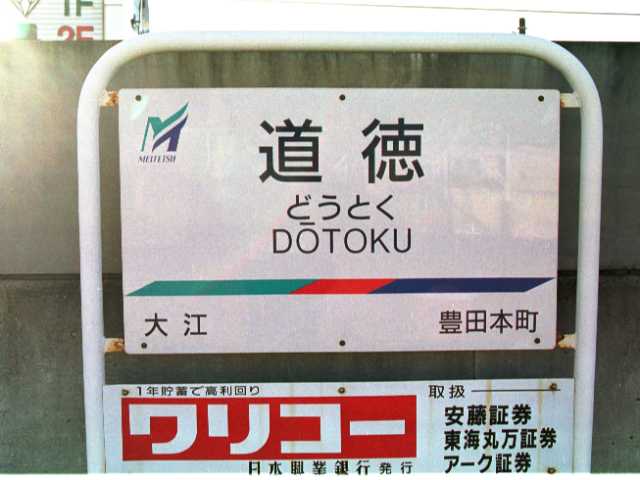 1F
2F
MEITETSU
道徳
どうとく
DŌTOKU
大江
豊田本町
1年貯蓄で高利回り
ワリコー
日本興業銀行発行
取扱
安藤証券
東海丸万証券
アーク証券